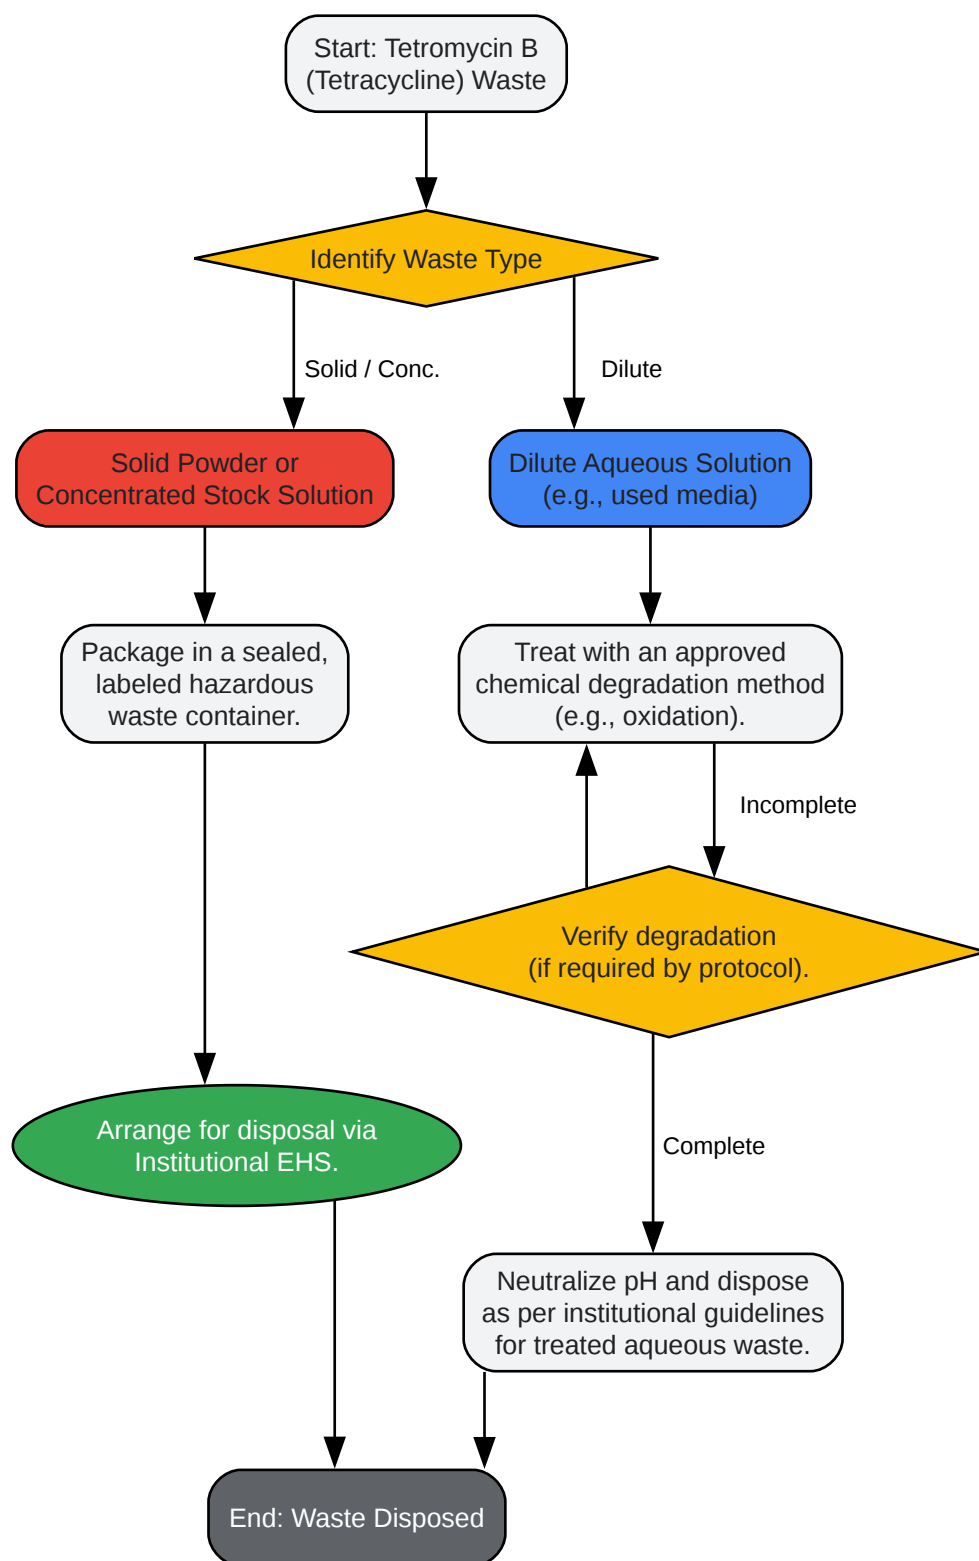 Start: Tetromycin B
(Tetracycline) Waste
Identify Waste Type
Solid / Conc.
Dilute
Solid Powder or
Concentrated Stock Solution
Dilute Aqueous Solution
(e.g., used media)
Package in a sealed,
labeled hazardous
waste container.
Treat with an approved
chemical degradation method
(e.g., oxidation).
Incomplete
Verify degradation
(if required by protocol).
Arrange for disposal via
Institutional EHS.
Complete
Neutralize pH and dispose
as per institutional guidelines
for treated aqueous waste.
End: Waste Disposed